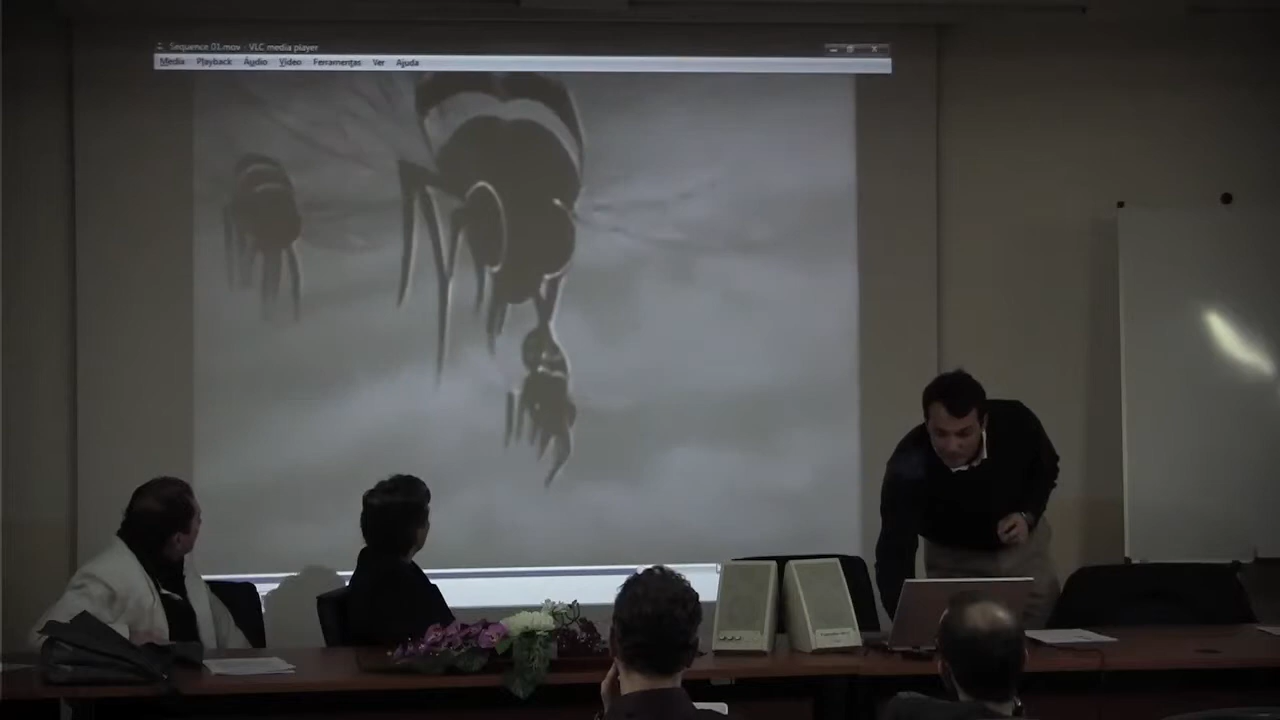 Sequence 01.mov - VLC media player
Media Playback Áudio Vídeo Ferramentas Ver Ajuda